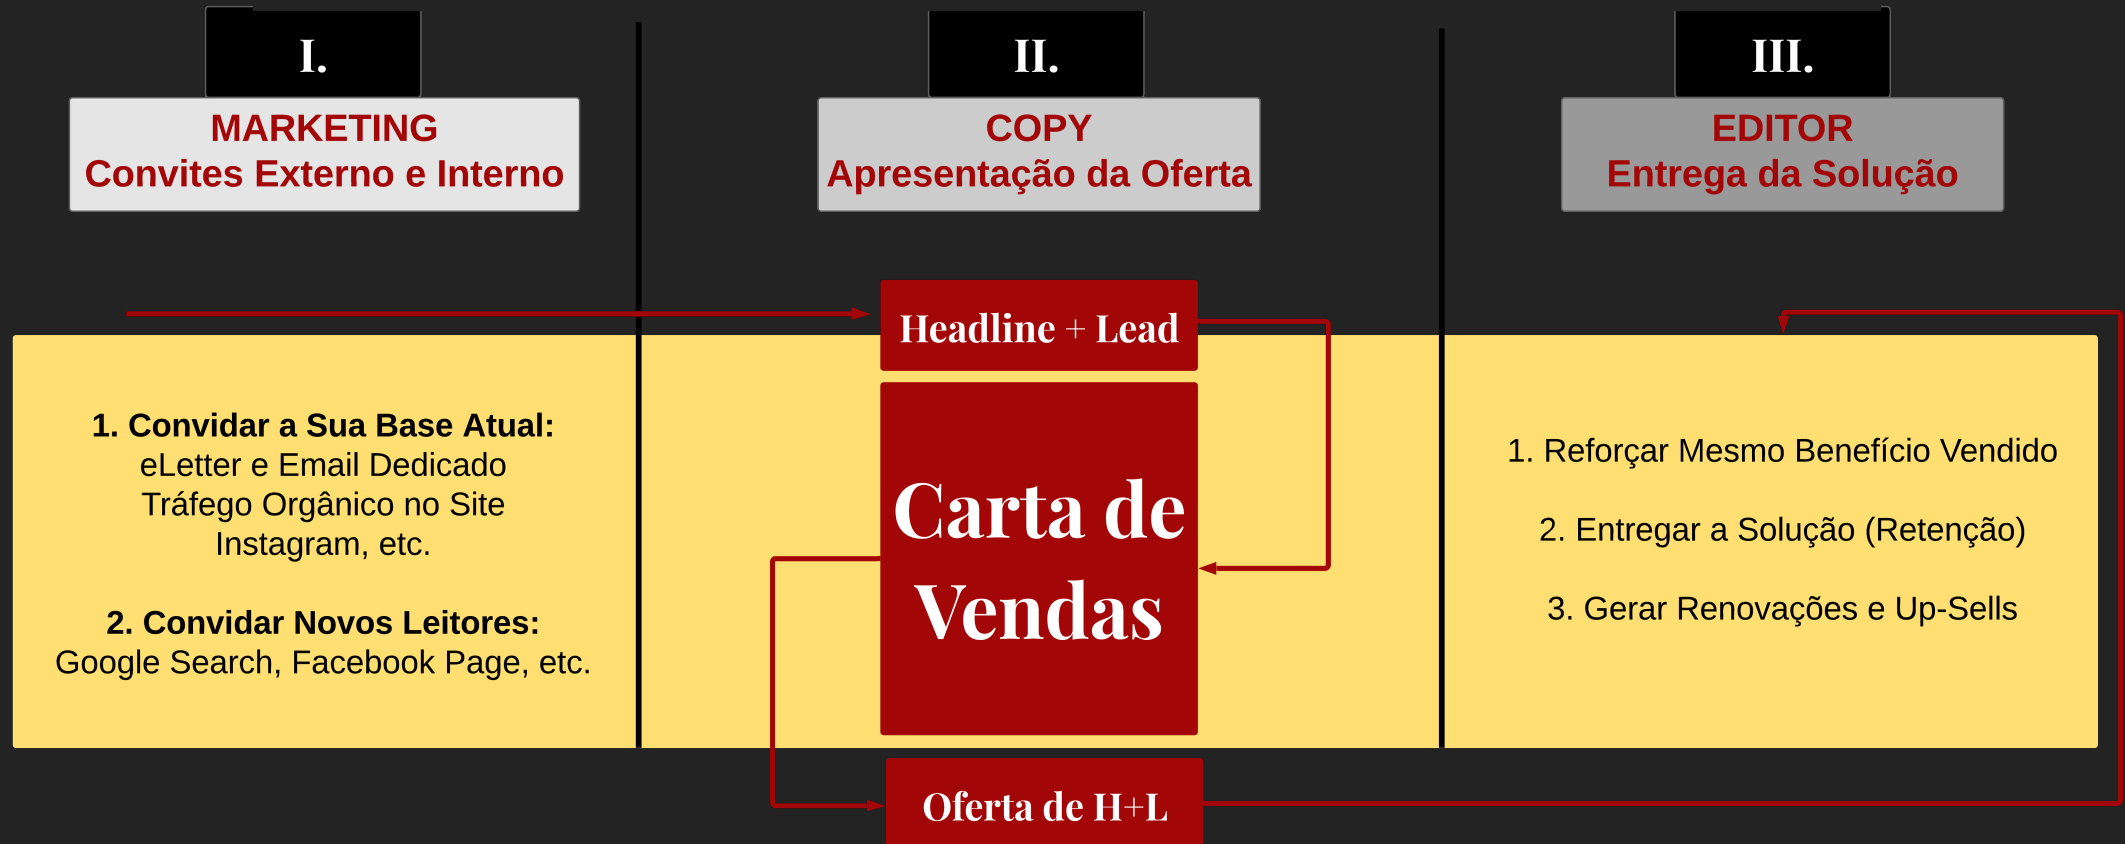 I.
MARKETING
Convites Externo e Interno
1. Convidar a Sua Base Atual:
eLetter e Email Dedicado
Tráfego Orgânico no Site
Instagram, etc.
2. Convidar Novos Leitores:
Google Search, Facebook Page, etc.
II.
COPY
Apresentação da Oferta
Headline + Lead
Carta de
Vendas
Oferta de H+L
III.
EDITOR
Entrega da Solução
1. Reforçar Mesmo Benefício Vendido
2. Entregar a Solução (Retenção)
3. Gerar Renovações e Up-Sells